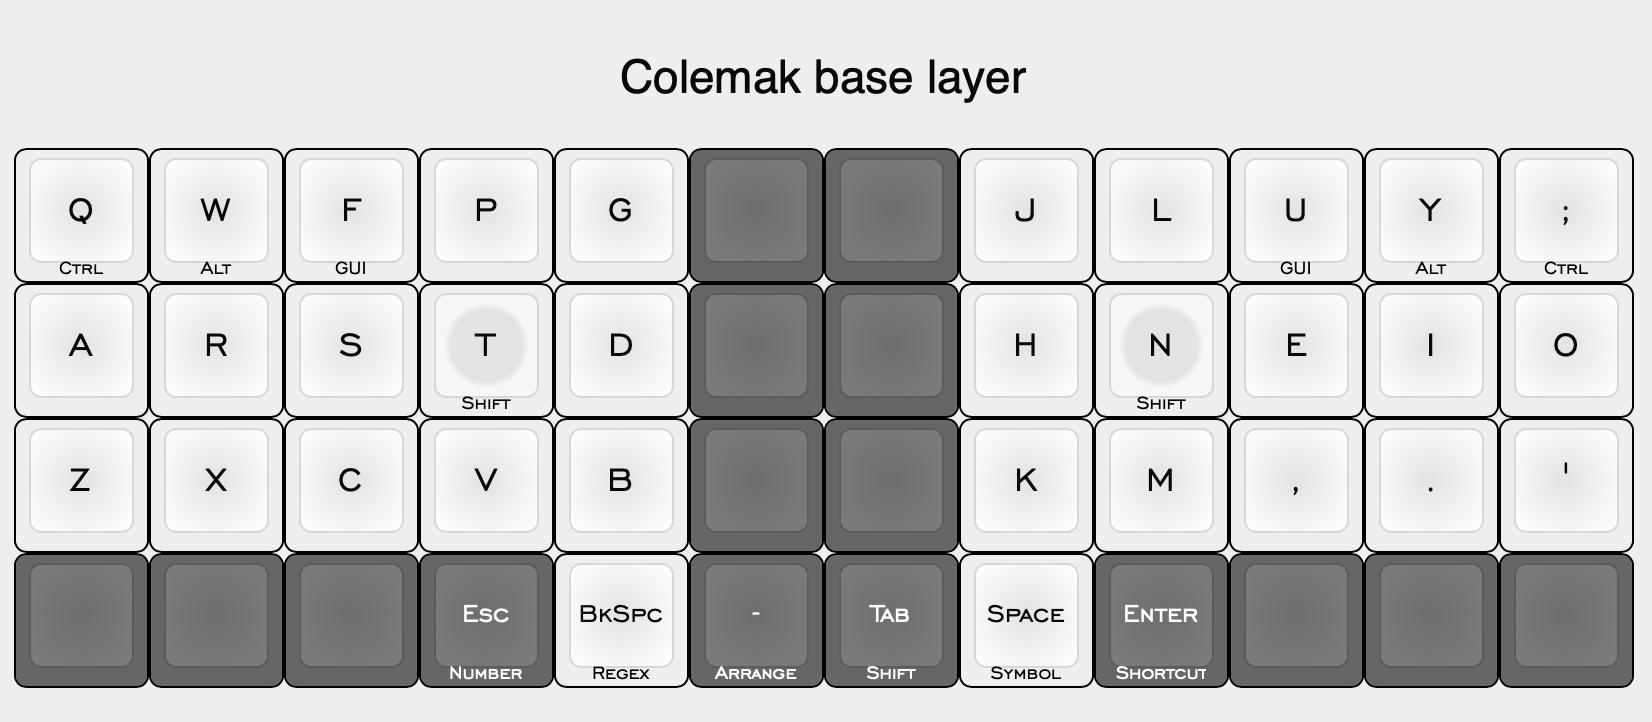 Colemak base layer
Q W F P G J L U Y ;
Ctrl Alt GUI GUI Alt Ctrl
A R S T D H N E I O
Shift Shift
Z X C V B K M , . '
Esc BkSpc - Tab Space Enter
Number Regex Arrange Shift Symbol Shortcut